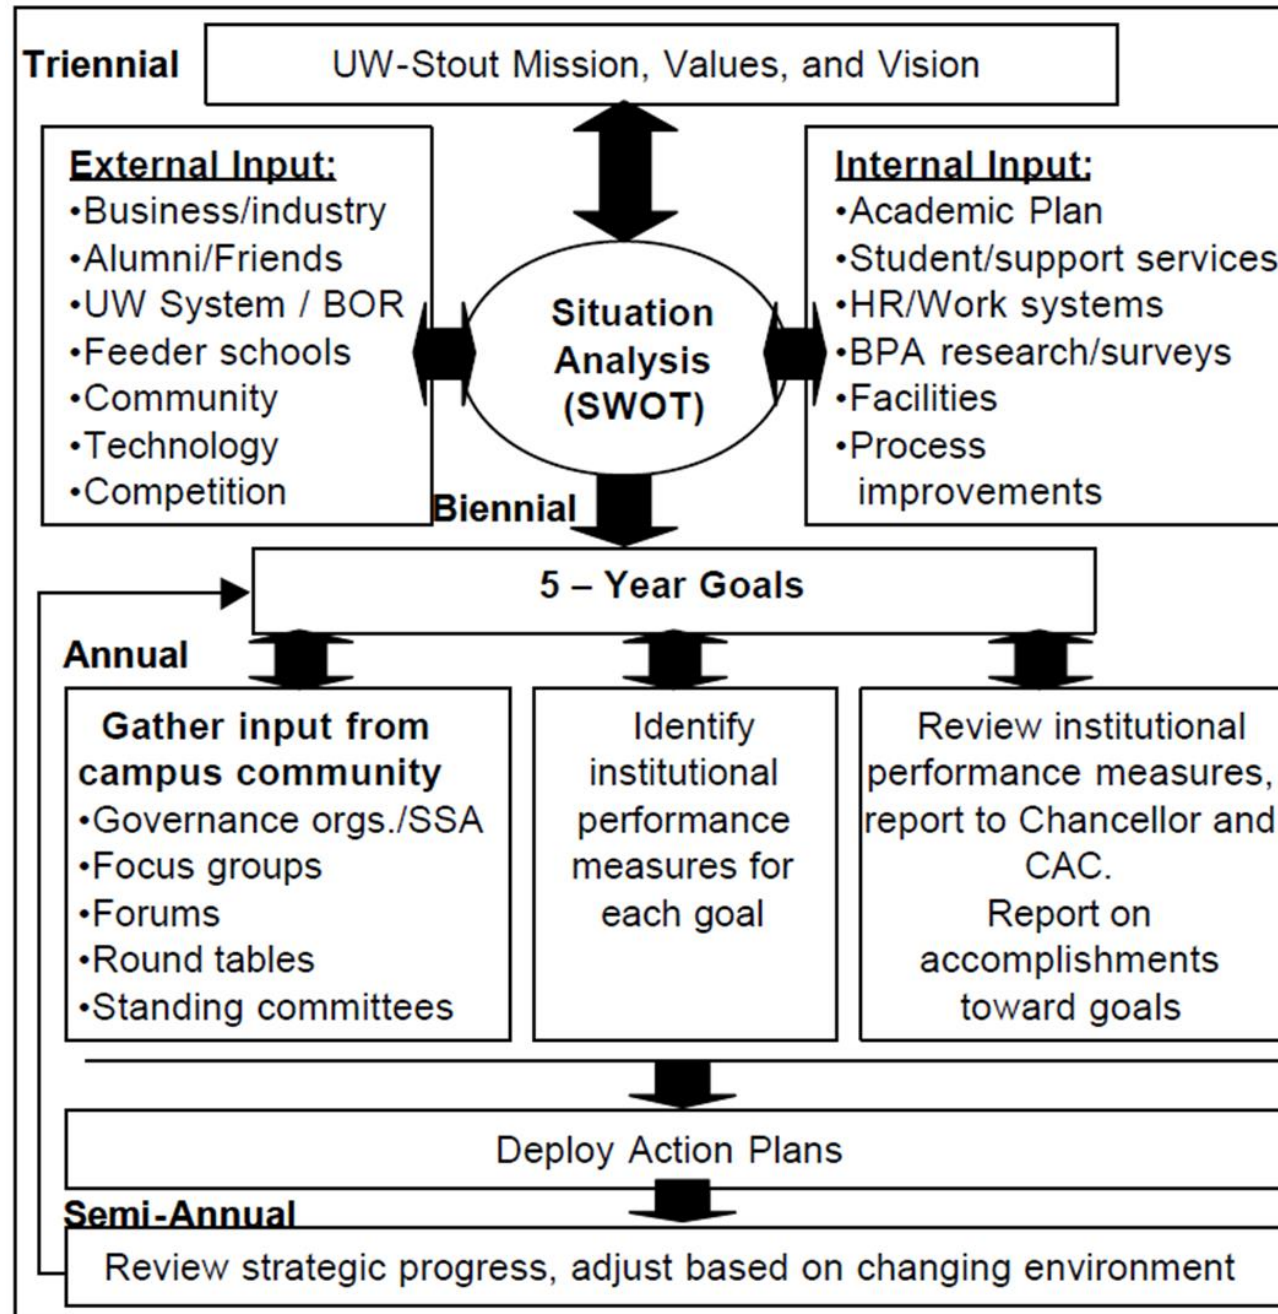 Triennial
UW-Stout Mission, Values, and Vision
External Input:
•Business/industry
•Alumni/Friends
•UW System / BOR
•Feeder schools
•Community
•Technology
•Competition
Situation
Analysis
(SWOT)
Internal Input:
•Academic Plan
•Student/support services
•HR/Work systems
•BPA research/surveys
•Facilities
•Process
improvements
Biennial
5 – Year Goals
Annual
Gather input from
campus community
•Governance orgs./SSA
•Focus groups
•Forums
•Round tables
•Standing committees
Identify
institutional
performance
measures for
each goal
Review institutional
performance measures,
report to Chancellor and
CAC.
Report on
accomplishments
toward goals
Deploy Action Plans
Semi-Annual
Review strategic progress, adjust based on changing environment